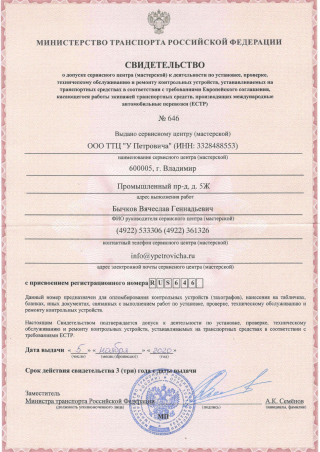 МИНИСТЕРСТВО ТРАНСПОРТА РОССИЙСКОЙ ФЕДЕРАЦИИ
СВИДЕТЕЛЬСТВО
о допуске сервисного центра (мастерской) к деятельности по установке, проверке,
техническому обслуживанию и ремонту контрольных устройств, устанавливаемых на
транспортных средствах в соответствии с требованиями Европейского соглашения,
касающегося работы экипажей транспортных средств, производящих международные
автомобильные перевозки (ЕСТР)
№ 646
Выдано сервисному центру (мастерской)
ООО ТТЦ "У Петровича" (ИНН: 3328488553)
наименование сервисного центра (мастерской)
600005, г. Владимир
Промышленный пр-д, д. 5Ж
адрес выполнения работ
Бычков Вячеслав Геннадьевич
ФИО руководителя сервисного центра (мастерской)
(4922) 533306 (4922) 361326
контактный телефон сервисного центра (мастерской)
info@ypetrovicha.ru
адрес электронной почты сервисного центра (мастерской)
с присвоением регистрационного номера RUS646
Данный номер предназначен для опломбирования контрольных устройств (тахографов), нанесения на таблички,
бланках, иных документах, связанных с выполнением работ по установке, проверке, техническому обслуживанию и
ремонту контрольных устройств.
Настоящим Свидетельством подтверждается допуск к деятельности по установке, проверке, техническому
обслуживанию и ремонту контрольных устройств, устанавливаемых на транспортных средствах в соответствии с
требованиями ЕСТР.
Дата выдачи « 5 » « ноября » « 2020 »
(число) (месяц (прописью)) (год)
Срок действия свидетельства 3 (три) года с даты выдачи
Заместитель
Министра транспорта Российской Федерации А.К. Семёнов
(должность уполномоченного лица) (подпись) (инициалы, фамилия)
МП